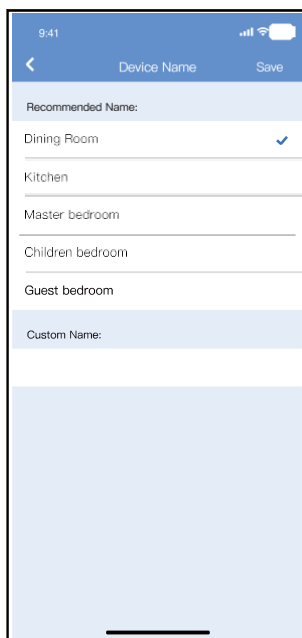 9:41
Device Name Save
Recommended Name:
Dining Room
Kitchen
Master bedroom
Children bedroom
Guest bedroom
Custom Name: